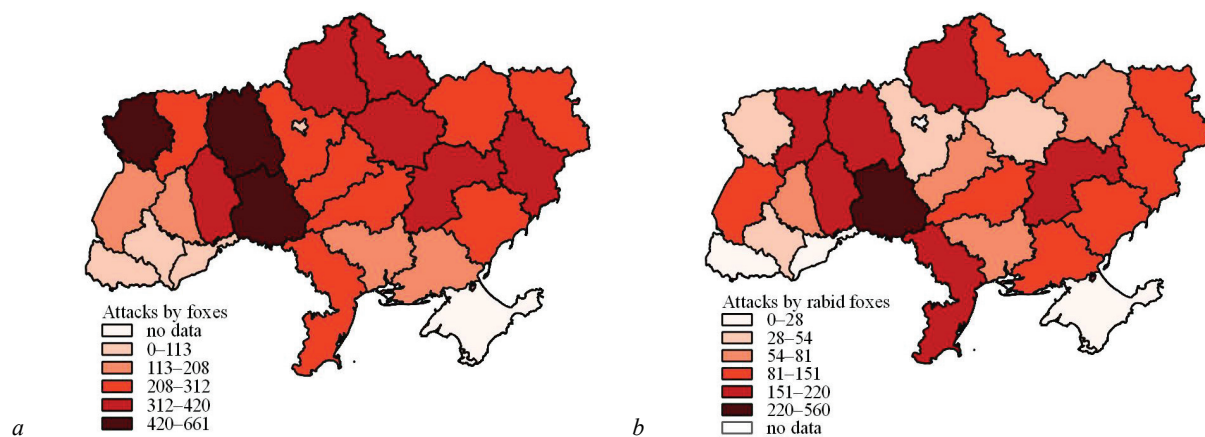 Attacks by foxes
no data
0–113
113–208
208–312
312–420
420–661
a
Attacks by rabid foxes
0–28
28–54
54–81
81–151
151–220
220–560
no data
b